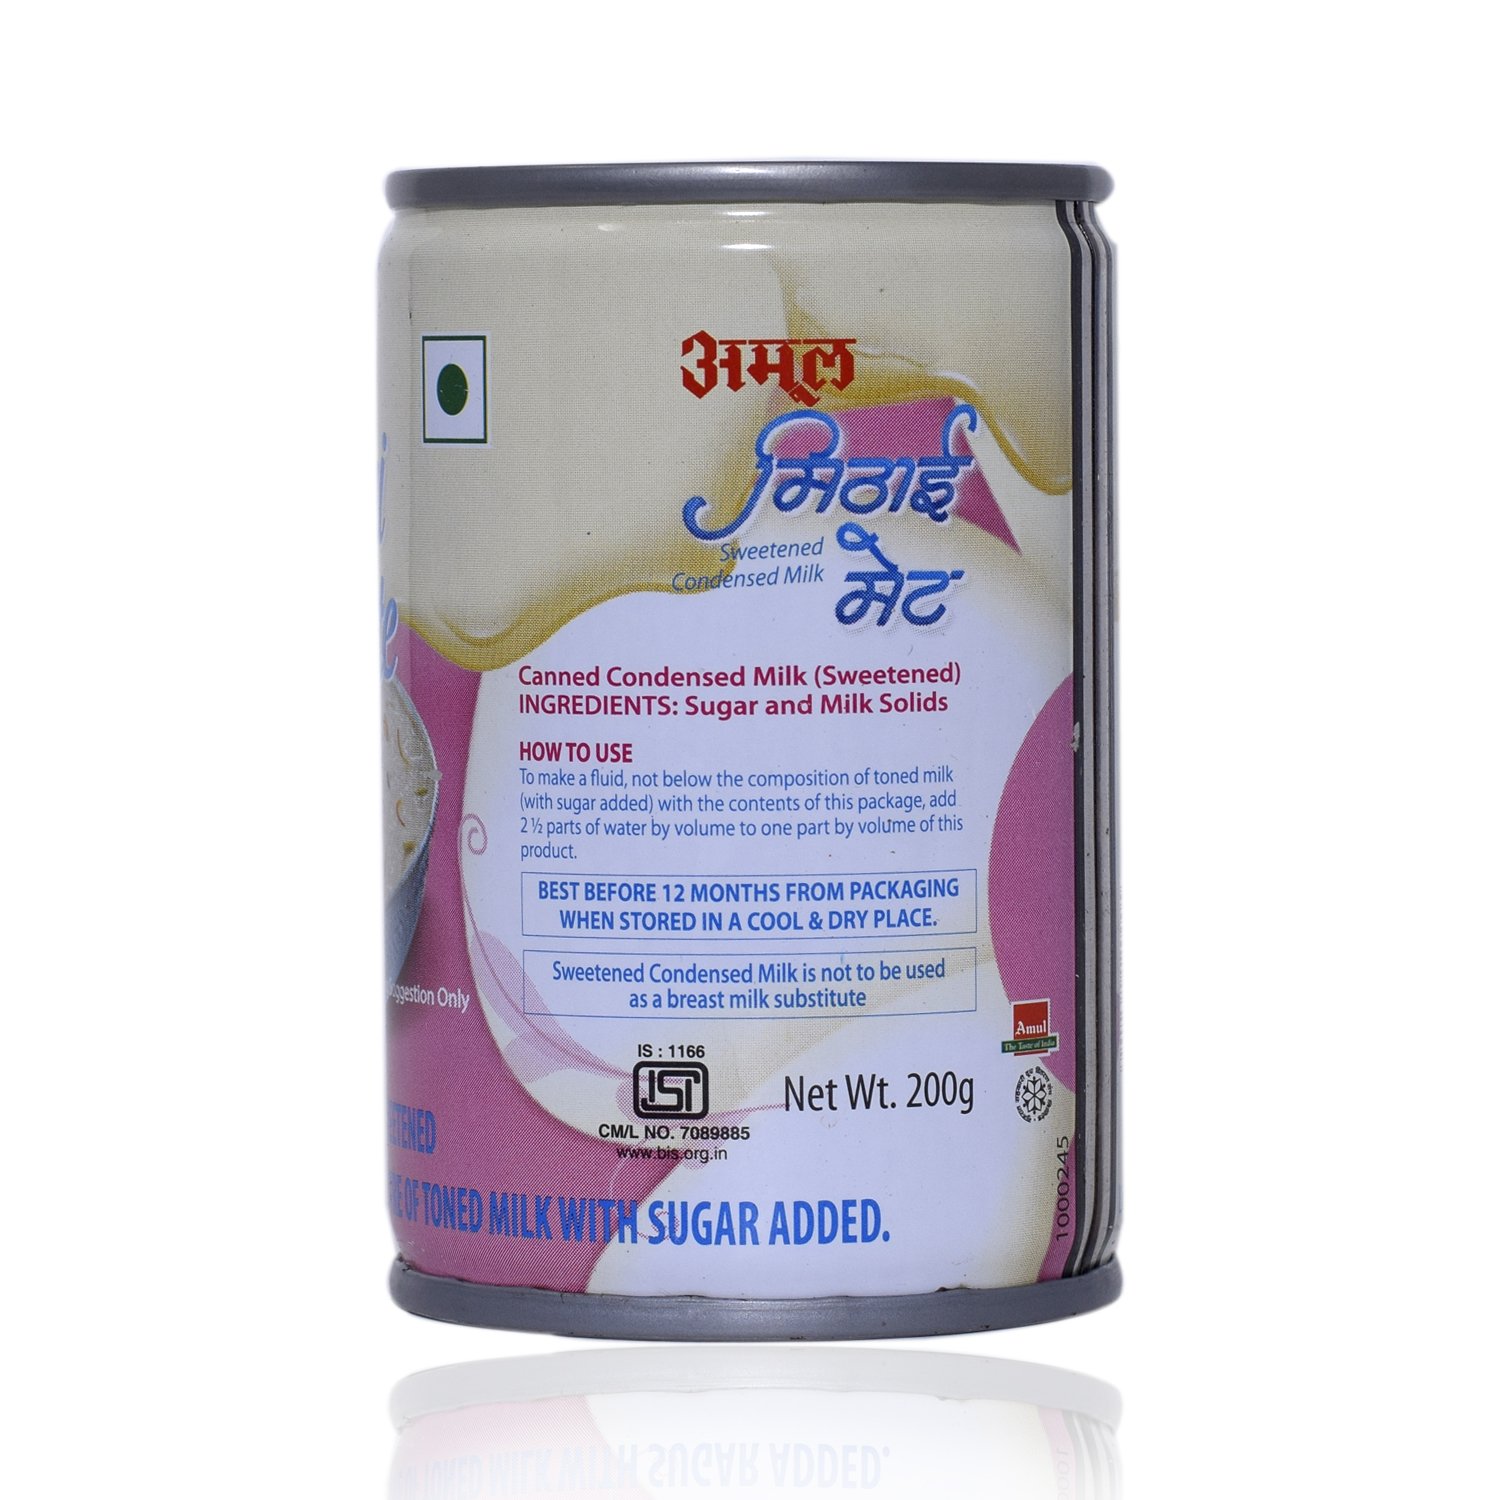 अमूल
मिठाई
मेट
Sweetened
Condensed Milk
Canned Condensed Milk (Sweetened)
INGREDIENTS: Sugar and Milk Solids
HOW TO USE
To make a fluid, not below the composition of toned milk
(with sugar added) with the contents of this package, add
2 ½ parts of water by volume to one part by volume of this
product.
BEST BEFORE 12 MONTHS FROM PACKAGING
WHEN STORED IN A COOL & DRY PLACE.
Sweetened Condensed Milk is not to be used
as a breast milk substitute
Only
Amul
The Taste of India
IS : 1166
ISI
CM/L NO. 7089885
www.bis.org.in
Net Wt. 200g
1000245
OF TONED MILK WITH SUGAR ADDED.